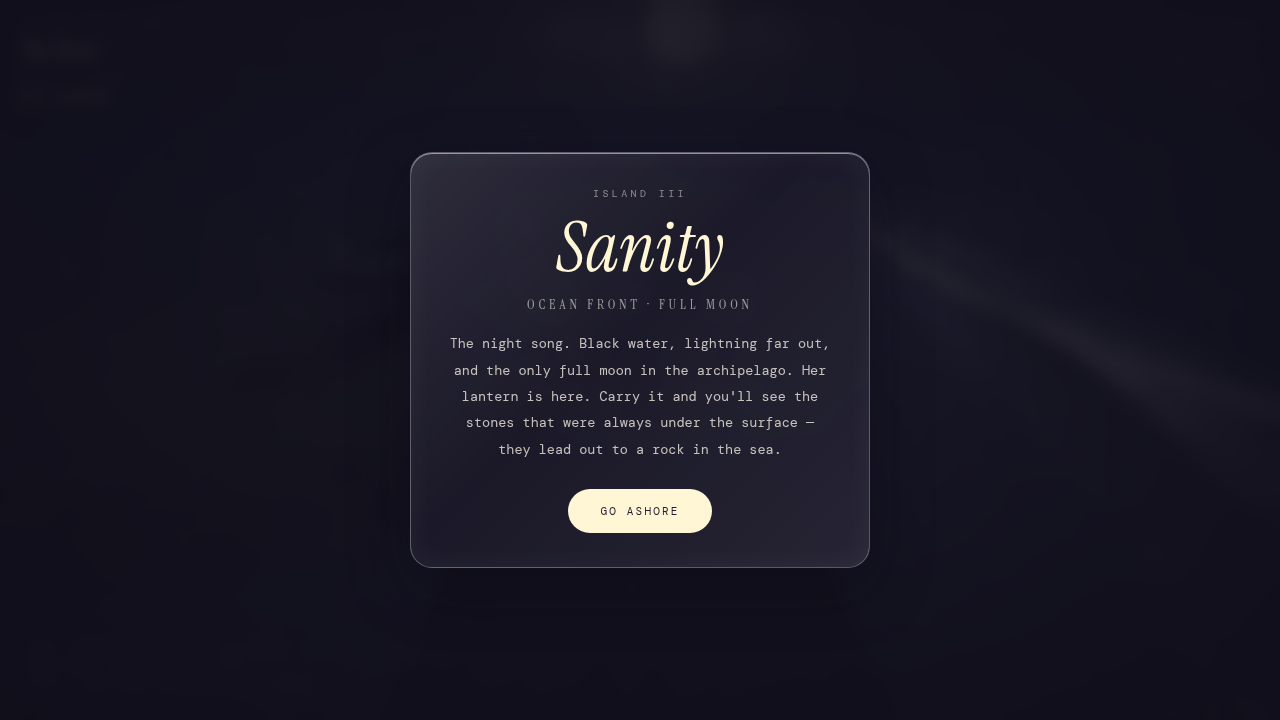 ISLAND III
Sanity
OCEAN FRONT · FULL MOON
The night song. Black water, lightning far out,
and the only full moon in the archipelago. Her
lantern is here. Carry it and you'll see the
stones that were always under the surface —
they lead out to a rock in the sea.
GO ASHORE